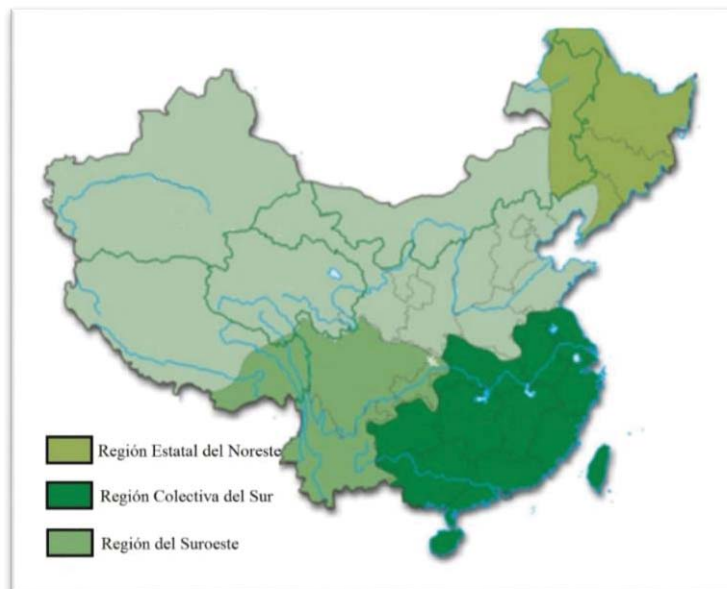 Región Estatal del Noreste
Región Colectiva del Sur
Región del Suroeste